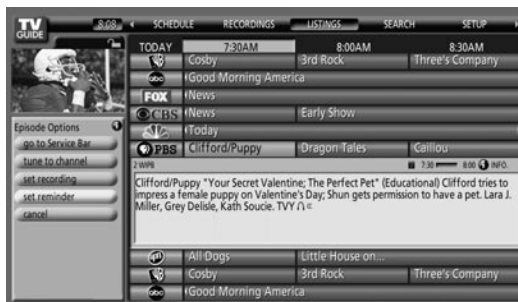 TV GUIDE 8:08 SCHEDULE RECORDINGS LISTINGS SEARCH SETUP
TODAY 7:30AM 8:00AM 8:30AM
Cosby 3rd Rock Three's Company
abc Good Morning America
FOX News
CBS News Early Show
Today
PBS Clifford/Puppy Dragon Tales Caillou
2 WIPB 7:30 8:00 INFO.
Clifford/Puppy "Your Secret Valentine; The Perfect Pet" (Educational) Clifford tries to
impress a female puppy on Valentine's Day; Shun gets permission to have a pet. Lara J.
Miller, Grey Delisle, Kath Soucie. TVY
All Dogs Little House on...
Cosby 3rd Rock Three's Company
abc Good Morning America
Episode Options
go to Service Bar
tune to channel
set recording
set reminder
cancel